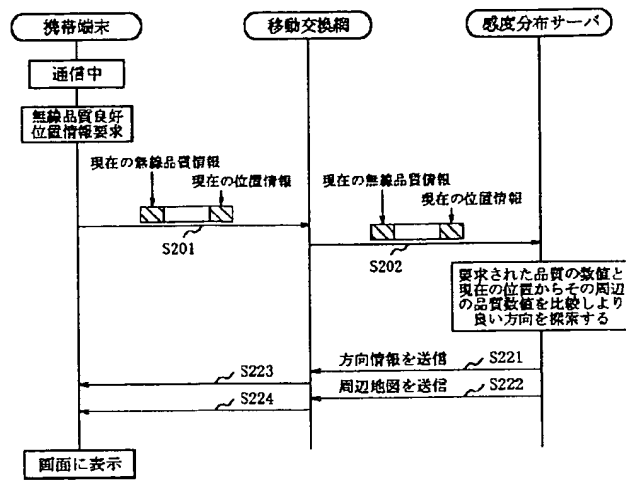 携帯端末
移動交換網
感度分布サーバ
通信中
無線品質良好
位置情報要求
現在の無線品質情報
現在の位置情報
現在の無線品質情報
現在の位置情報
S201
S202
要求された品質の数値と
現在の位置からその周辺
の品質数値を比較しより
良い方向を探索する
方向情報を送信
S221
S223
周辺地図を送信
S222
S224
画面に表示